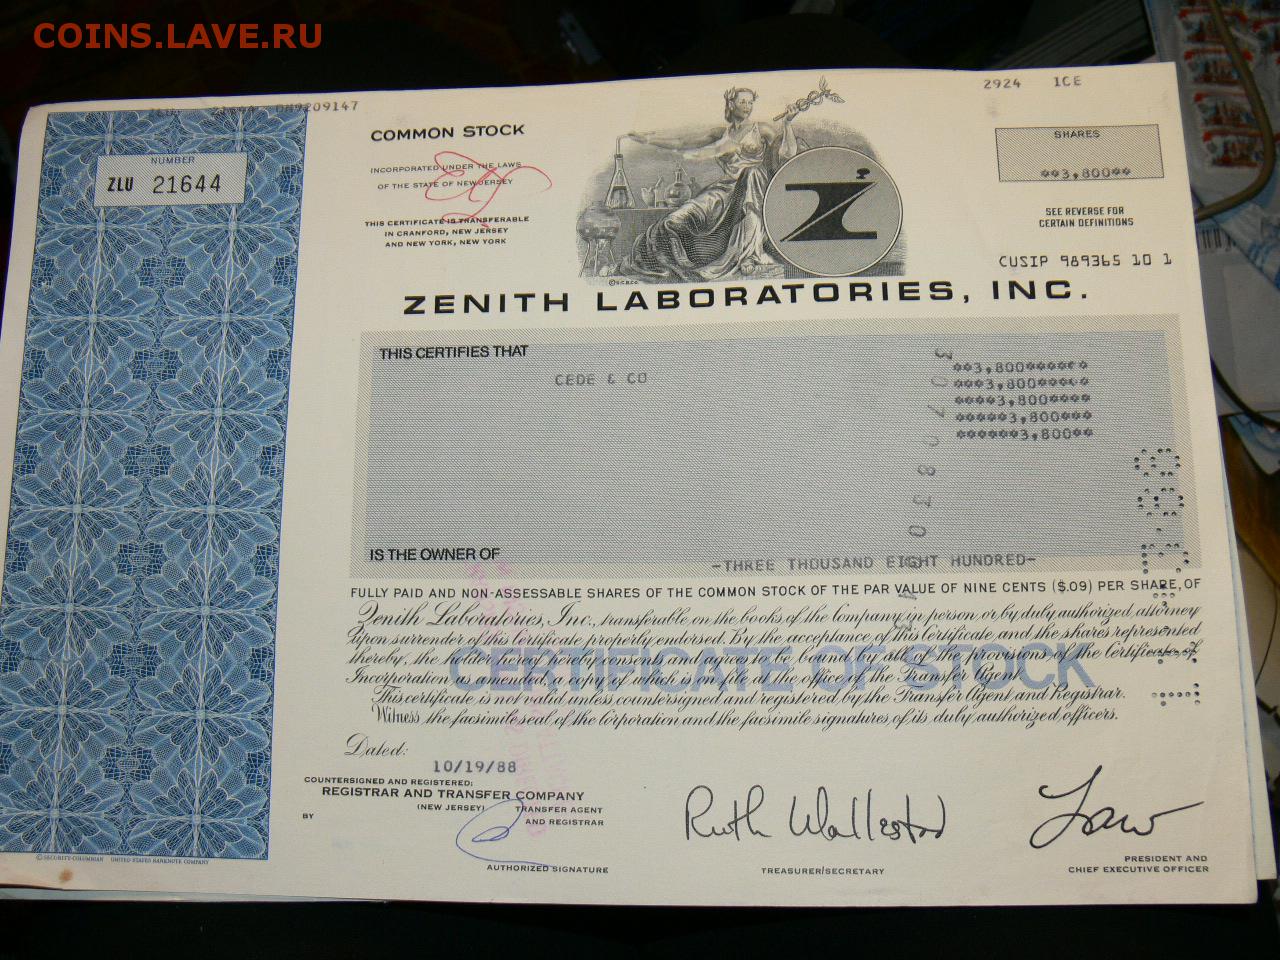 COINS.LAVE.RU
21644 OM9209147
2924 ICE
NUMBER
ZLU 21644
COMMON STOCK
INCORPORATED UNDER THE LAWS
OF THE STATE OF NEW JERSEY
THIS CERTIFICATE IS TRANSFERABLE
IN CRANFORD, NEW JERSEY
AND NEW YORK, NEW YORK
Z
SHARES
**3,800**
SEE REVERSE FOR
CERTAIN DEFINITIONS
CUSIP 989365 10 1
ZENITH LABORATORIES, INC.
THIS CERTIFIES THAT
CEDE & CO
**3,800******
***3,800*****
****3,800****
*****3,800***
******3,800**
IS THE OWNER OF
-THREE THOUSAND EIGHT HUNDRED-
FULLY PAID AND NON-ASSESSABLE SHARES OF THE COMMON STOCK OF THE PAR VALUE OF NINE CENTS ($.09) PER SHARE, OF
Zenith Laboratories, Inc., transferable on the books of the Company in person or by duly authorized attorney
upon surrender of this Certificate properly endorsed. By the acceptance of this Certificate and the shares represented
thereby, the holder hereof hereby consents and agrees to be bound by all of the provisions of the Certificate of
Incorporation as amended, a copy of which is on file at the office of the Transfer Agent.
This certificate is not valid unless countersigned and registered by the Transfer Agent and Registrar.
Witness the facsimile seal of the Corporation and the facsimile signatures of its duly authorized officers.
CERTIFICATE OF STOCK
Dated:
10/19/88
COUNTERSIGNED AND REGISTERED:
REGISTRAR AND TRANSFER COMPANY
(NEW JERSEY) TRANSFER AGENT
AND REGISTRAR
BY
AUTHORIZED SIGNATURE
TREASURER/SECRETARY
PRESIDENT AND
CHIEF EXECUTIVE OFFICER
© SECURITY-COLUMBIAN UNITED STATES BANKNOTE COMPANY